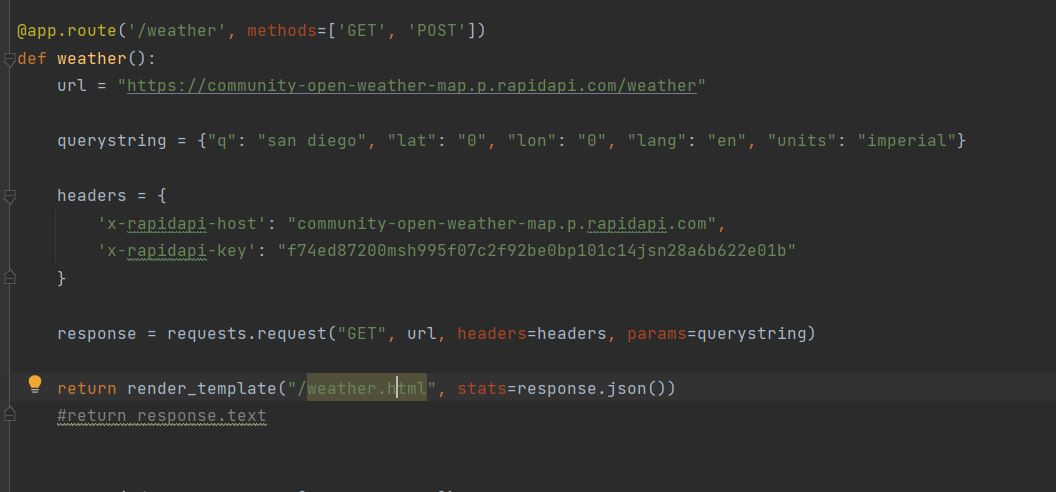 @app.route('/weather', methods=['GET', 'POST'])
def weather():
url = "https://community-open-weather-map.p.rapidapi.com/weather"
querystring = {"q": "san diego", "lat": "0", "lon": "0", "lang": "en", "units": "imperial"}
headers = {
'x-rapidapi-host': "community-open-weather-map.p.rapidapi.com",
'x-rapidapi-key': "f74ed87200msh995f07c2f92be0bp101c14jsn28a6b622e01b"
}
response = requests.request("GET", url, headers=headers, params=querystring)
return render_template("/weather.html", stats=response.json())
#return response.text